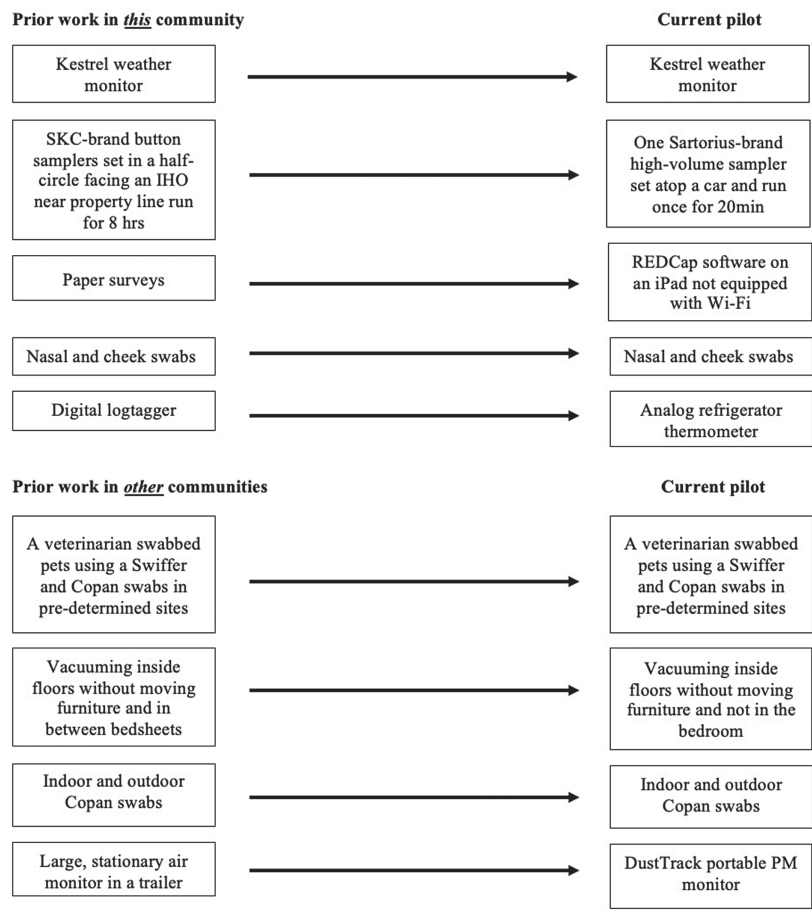 Prior work in this community
Current pilot
Kestrel weather
monitor
Kestrel weather
monitor
SKC-brand button
samplers set in a half-
circle facing an IHO
near property line run
for 8 hrs
One Sartorius-brand
high-volume sampler
set atop a car and run
once for 20min
Paper surveys
REDCap software on
an iPad not equipped
with Wi-Fi
Nasal and cheek swabs
Nasal and cheek swabs
Digital logtagger
Analog refrigerator
thermometer
Prior work in other communities
Current pilot
A veterinarian swabbed
pets using a Swiffer
and Copan swabs in
pre-determined sites
A veterinarian swabbed
pets using a Swiffer
and Copan swabs in
pre-determined sites
Vacuuming inside
floors without moving
furniture and in
between bedsheets
Vacuuming inside
floors without moving
furniture and not in the
bedroom
Indoor and outdoor
Copan swabs
Indoor and outdoor
Copan swabs
Large, stationary air
monitor in a trailer
DustTrack portable PM
monitor